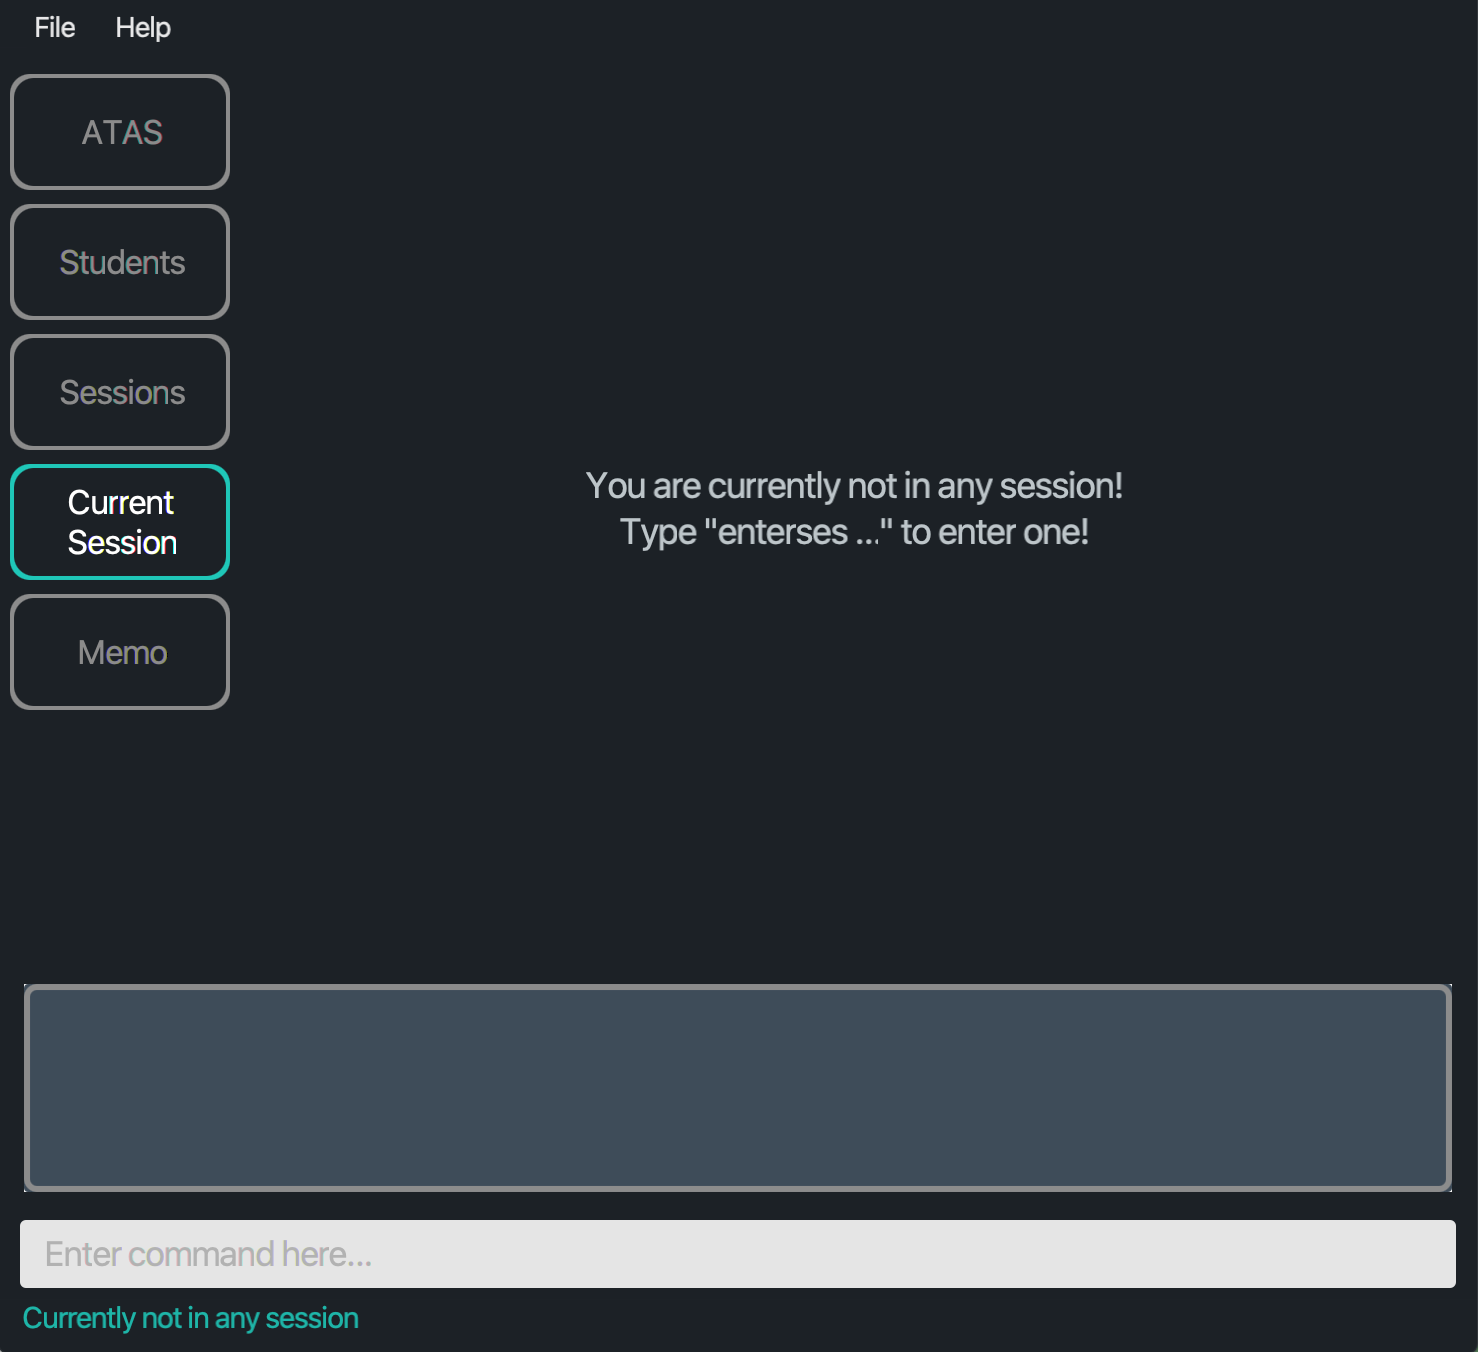 File Help
ATAS
Students
Sessions
Current
Session
Memo
You are currently not in any session!
Type "enterses ..." to enter one!
Enter command here...
Currently not in any session